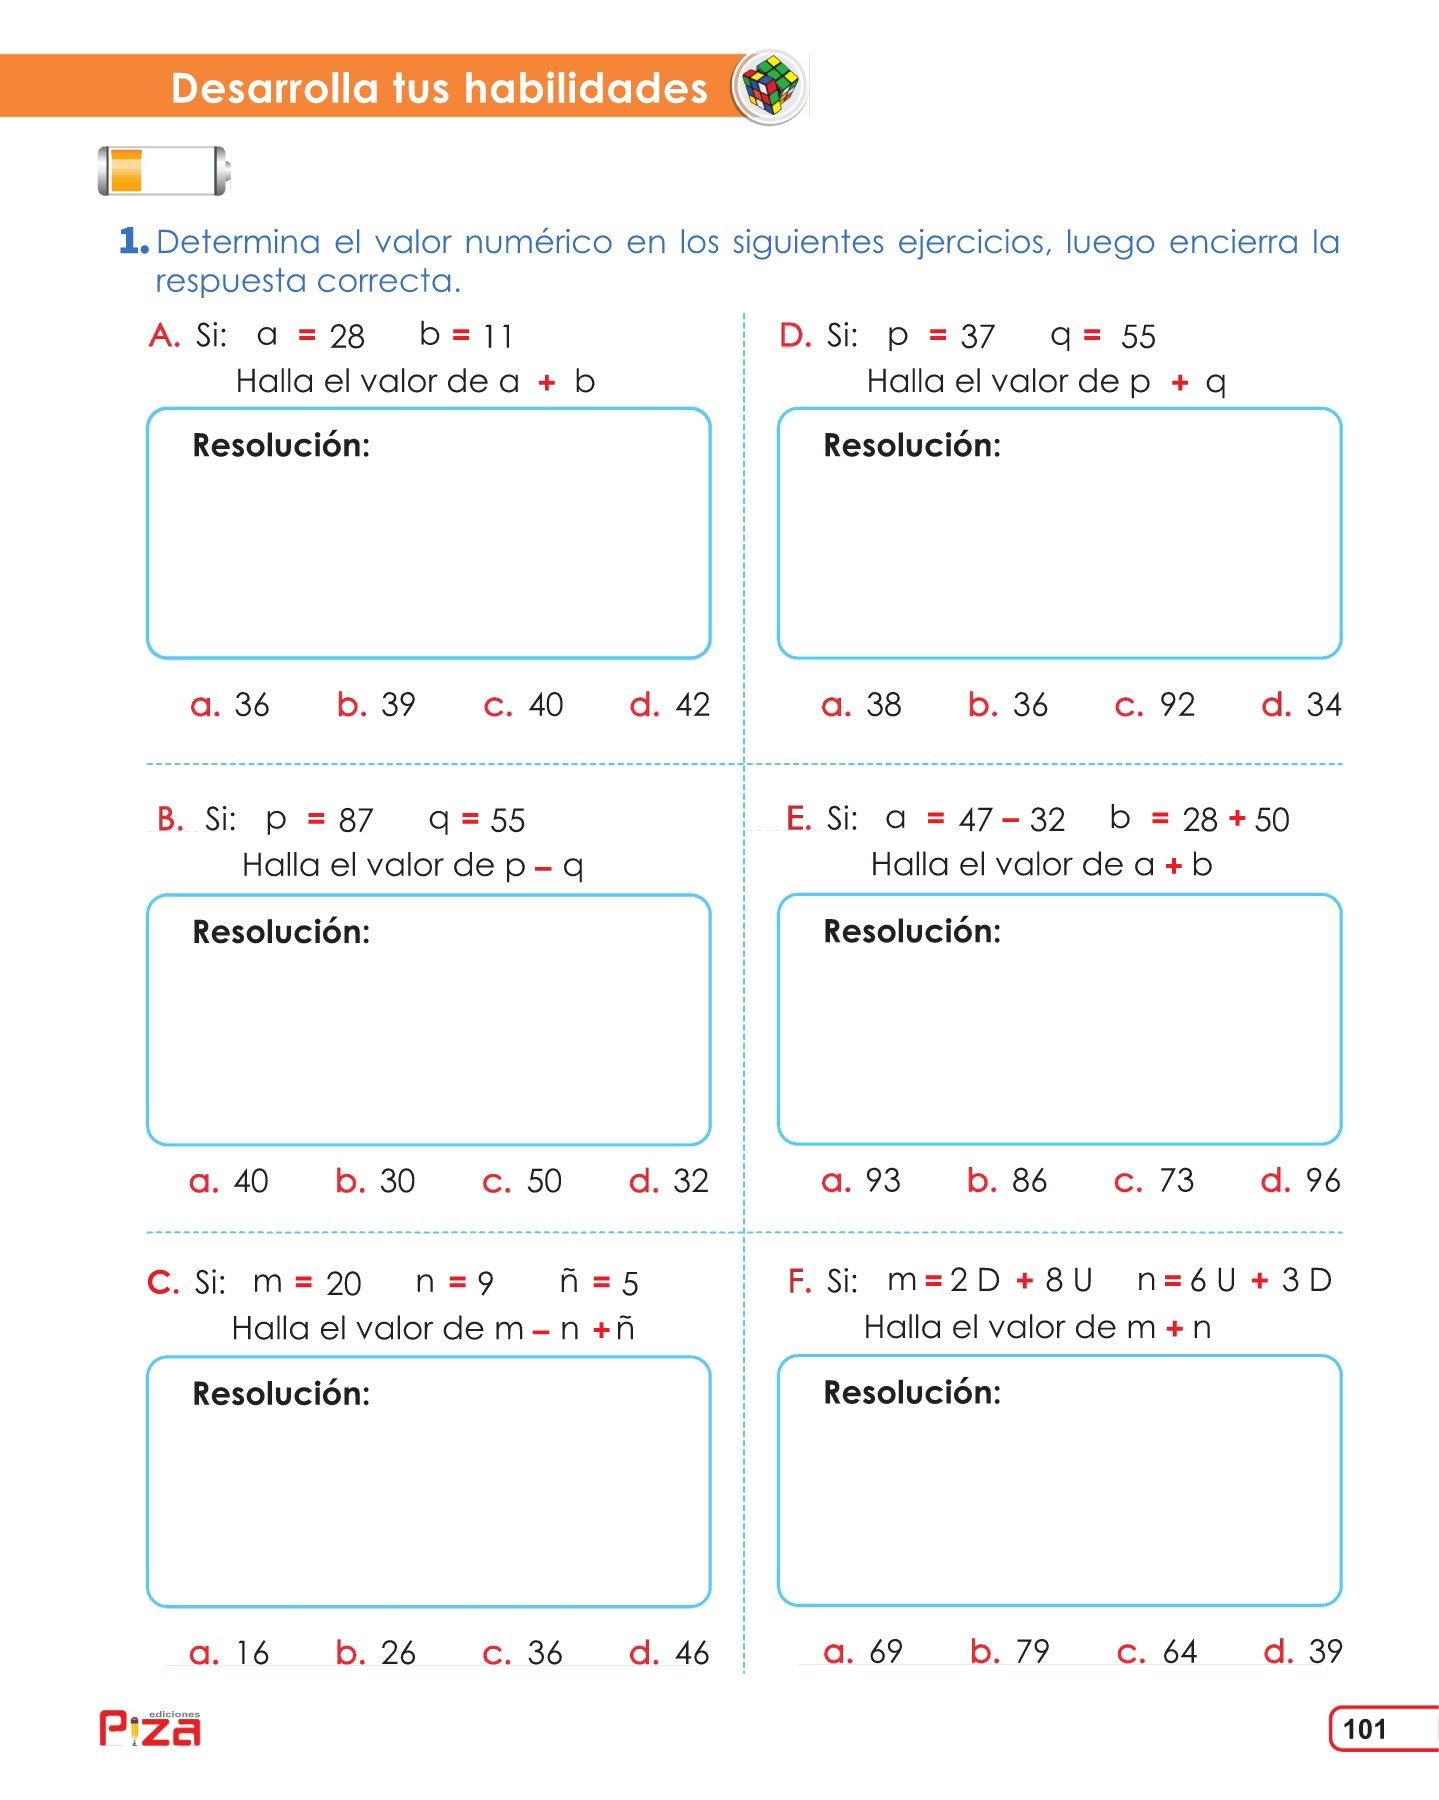 Desarrolla tus habilidades
1. Determina el valor numérico en los siguientes ejercicios, luego encierra la
respuesta correcta.
A. Si: a = 28 b = 11
Halla el valor de a + b
Resolución:
a. 36 b. 39 c. 40 d. 42
B. Si: p = 87 q = 55
Halla el valor de p – q
Resolución:
a. 40 b. 30 c. 50 d. 32
C. Si: m = 20 n = 9 ñ = 5
Halla el valor de m – n + ñ
Resolución:
a. 16 b. 26 c. 36 d. 46
D. Si: p = 37 q = 55
Halla el valor de p + q
Resolución:
a. 38 b. 36 c. 92 d. 34
E. Si: a = 47 – 32 b = 28 + 50
Halla el valor de a + b
Resolución:
a. 93 b. 86 c. 73 d. 96
F. Si: m = 2 D + 8 U n = 6 U + 3 D
Halla el valor de m + n
Resolución:
a. 69 b. 79 c. 64 d. 39
ediciones
Piza
101